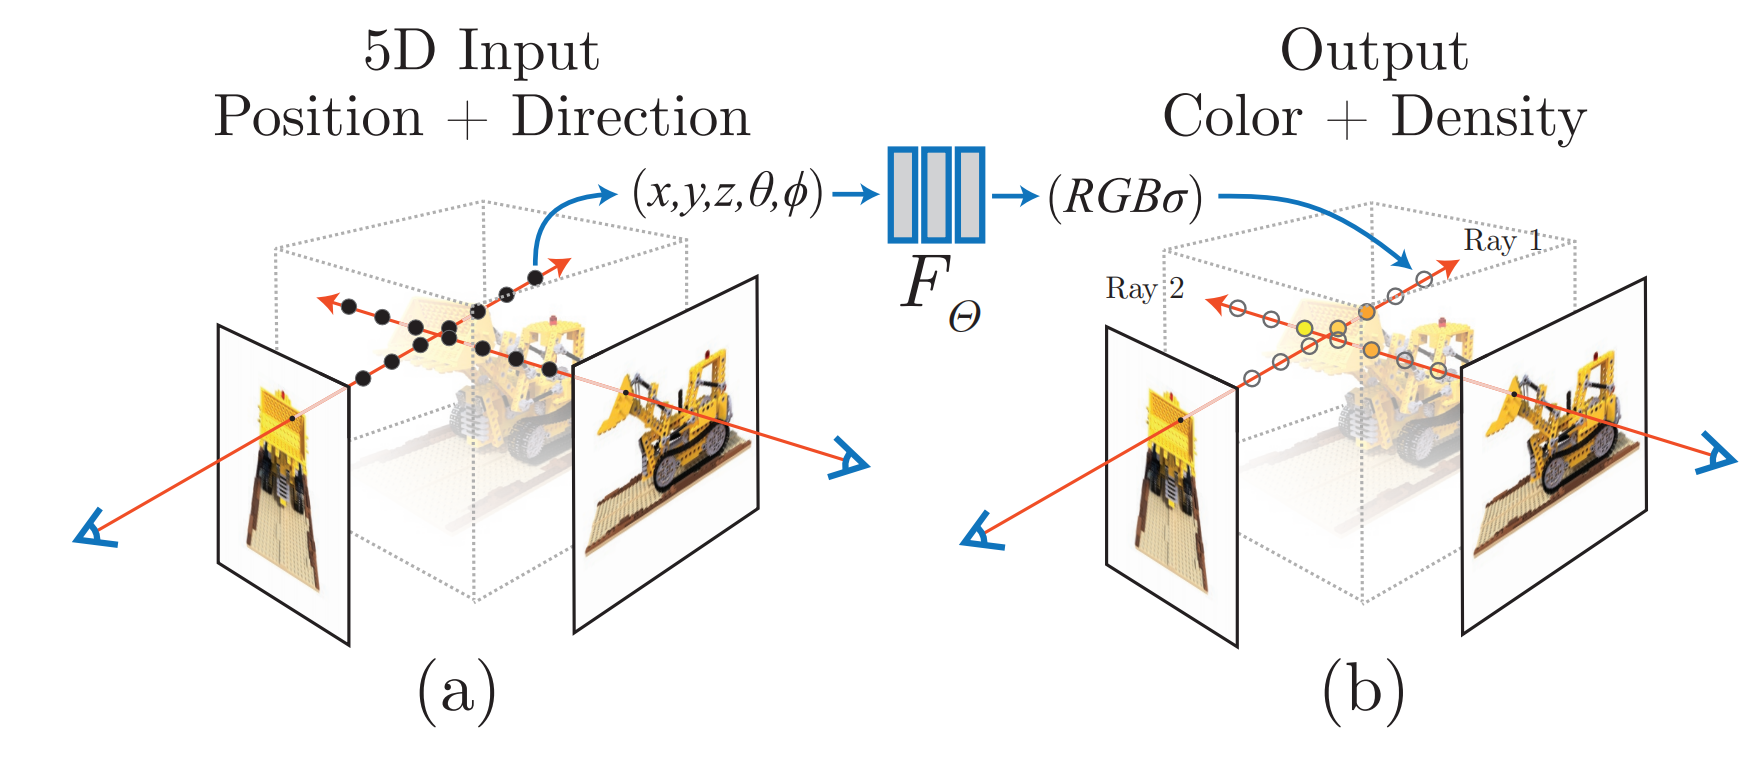 5D Input
Position + Direction
Output
Color + Density
(x,y,z,θ,ϕ)
(RGBσ)
F_Θ
Ray 1
Ray 2
(a)
(b)